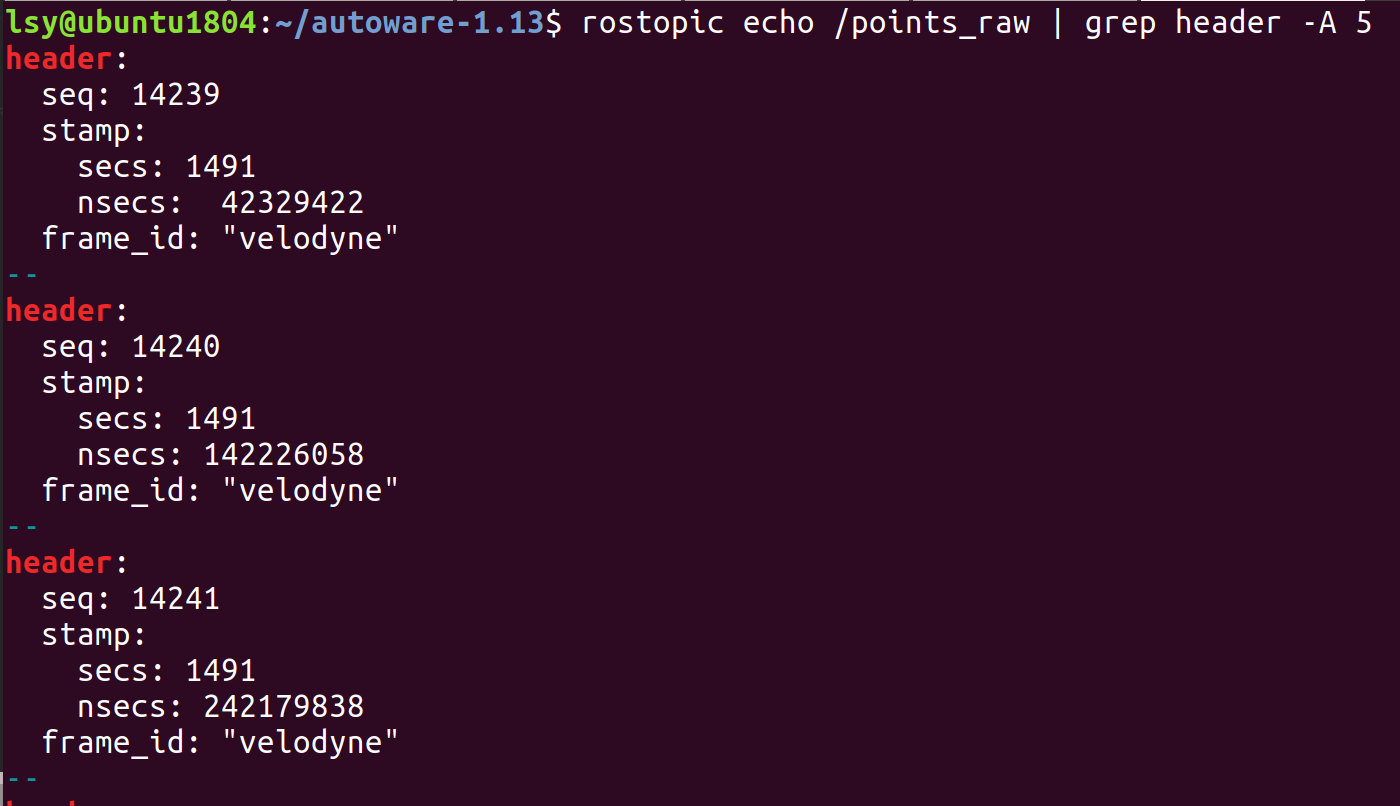 lsy@ubuntu1804:~/autoware-1.13$ rostopic echo /points_raw | grep header -A 5
header:
  seq: 14239
  stamp:
    secs: 1491
    nsecs:  42329422
  frame_id: "velodyne"
--
header:
  seq: 14240
  stamp:
    secs: 1491
    nsecs: 142226058
  frame_id: "velodyne"
--
header:
  seq: 14241
  stamp:
    secs: 1491
    nsecs: 242179838
  frame_id: "velodyne"
--